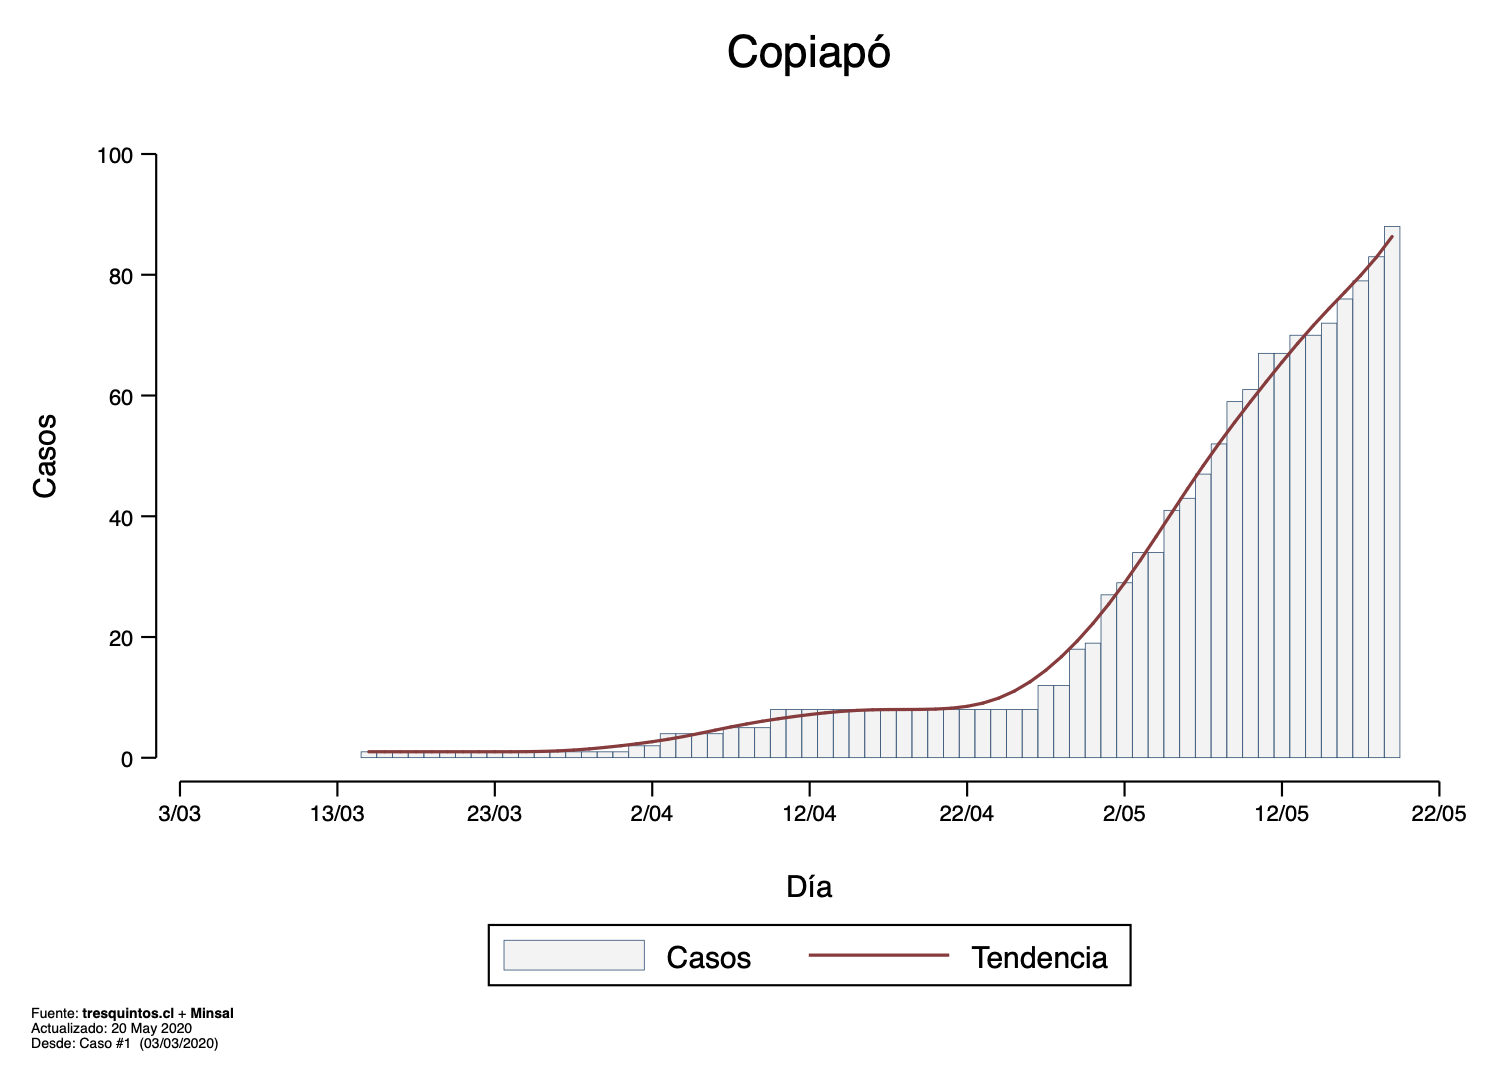 Copiapó
100
80
60
40
20
0
Casos
3/03 13/03 23/03 2/04 12/04 22/04 2/05 12/05 22/05
Día
Casos Tendencia
Fuente: tresquintos.cl + Minsal
Actualizado: 20 May 2020
Desde: Caso #1 (03/03/2020)